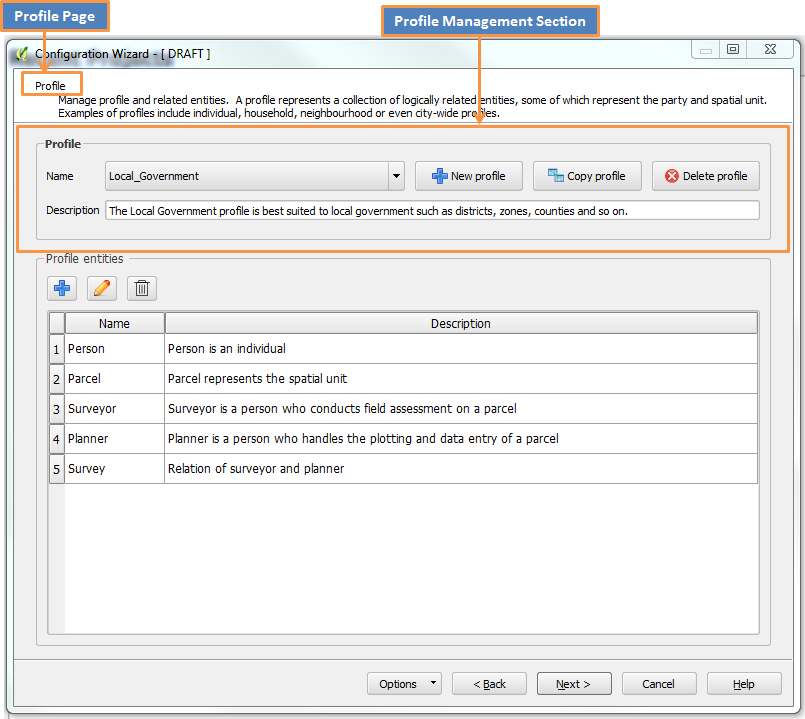 Profile Page
Profile Management Section
Configuration Wizard - [ DRAFT ]
Profile
Manage profile and related entities. A profile represents a collection of logically related entities, some of which represent the party and spatial unit.
Examples of profiles include individual, household, neighbourhood or even city-wide profiles.
Profile
Name Local_Government New profile Copy profile Delete profile
Description The Local Government profile is best suited to local government such as districts, zones, counties and so on.
Profile entities
Name Description
1 Person Person is an individual
2 Parcel Parcel represents the spatial unit
3 Surveyor Surveyor is a person who conducts field assessment on a parcel
4 Planner Planner is a person who handles the plotting and data entry of a parcel
5 Survey Relation of surveyor and planner
Options < Back Next > Cancel Help